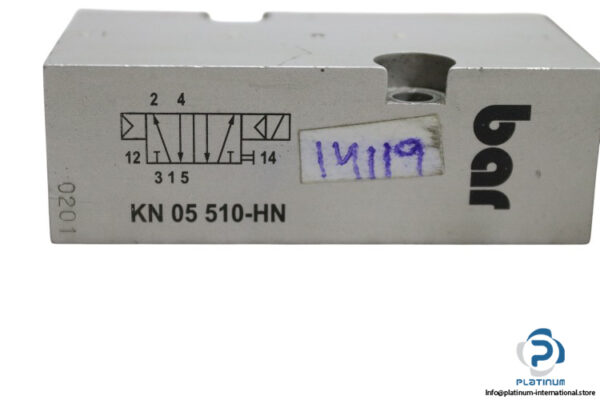 2 4
12
14
3 1 5
14119
KN 05 510-HN
bar
0201
PLATINUM
Info@platinum-international.store